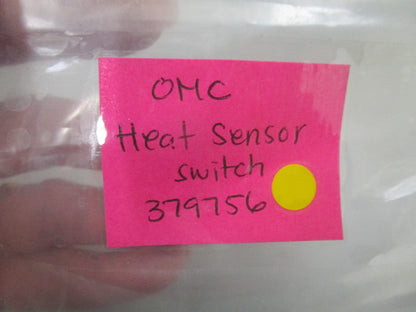 OMC
Heat Sensor
switch
379756